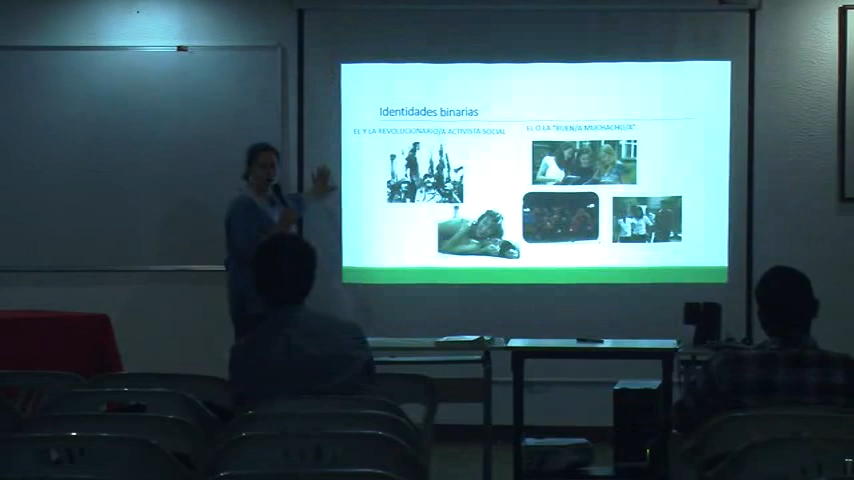 Identidades binarias
EL Y LA REVOLUCIONARIO/A ACTIVISTA SOCIAL
EL O LA "BUEN/A MUCHACHO/A"